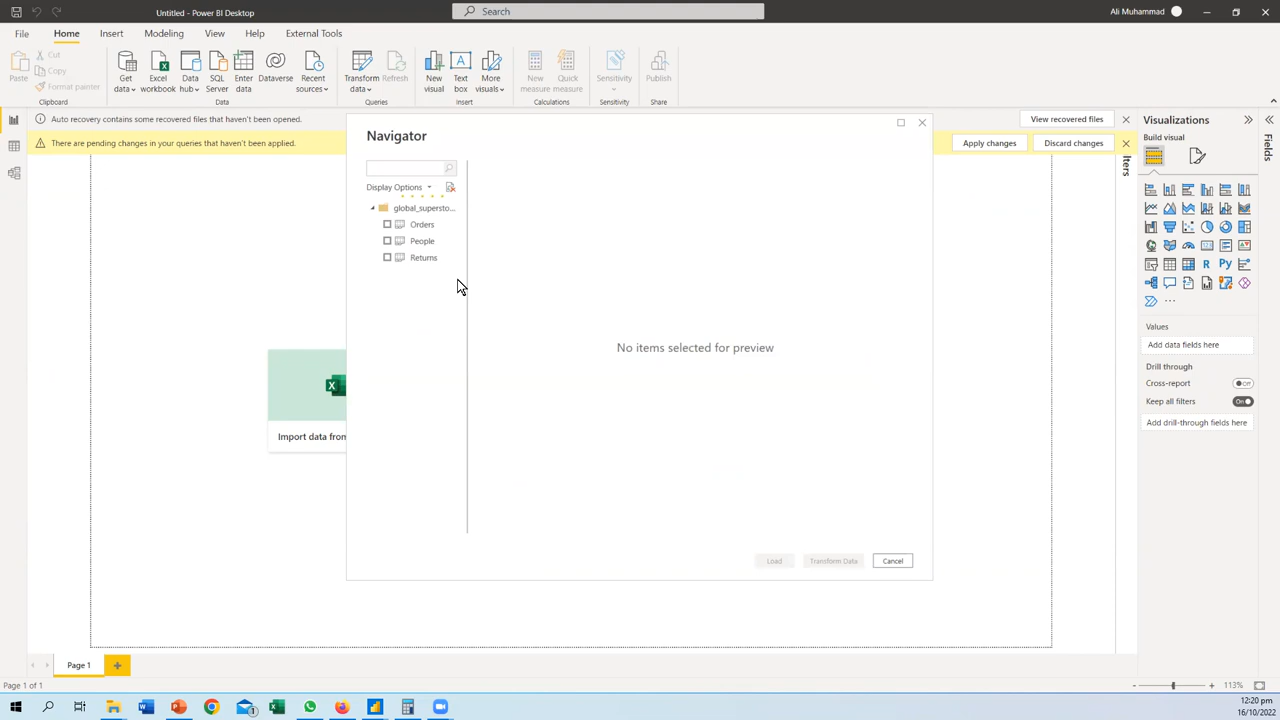 Untitled - Power BI Desktop
Search
Ali Muhammad
File Home Insert Modeling View Help External Tools
Paste
Cut
Copy
Format painter
Clipboard
Get data
Excel workbook
Data hub
SQL Server
Enter data
Dataverse
Recent sources
Data
Transform data
Refresh
Queries
New visual
Text box
More visuals
Insert
New measure
Quick measure
Calculations
Sensitivity
Sensitivity
Publish
Share
Auto recovery contains some recovered files that haven't been opened.
View recovered files
There are pending changes in your queries that haven't been applied.
Apply changes
Discard changes
Navigator
Display Options
global_supersto...
Orders
People
Returns
No items selected for preview
Load
Transform Data
Cancel
Import data from
lters
Visualizations
Build visual
R
Py
123
Values
Add data fields here
Drill through
Cross-report
Off
Keep all filters
On
Add drill-through fields here
Fields
Page 1
Page 1 of 1
113%
12:20 pm
16/10/2022